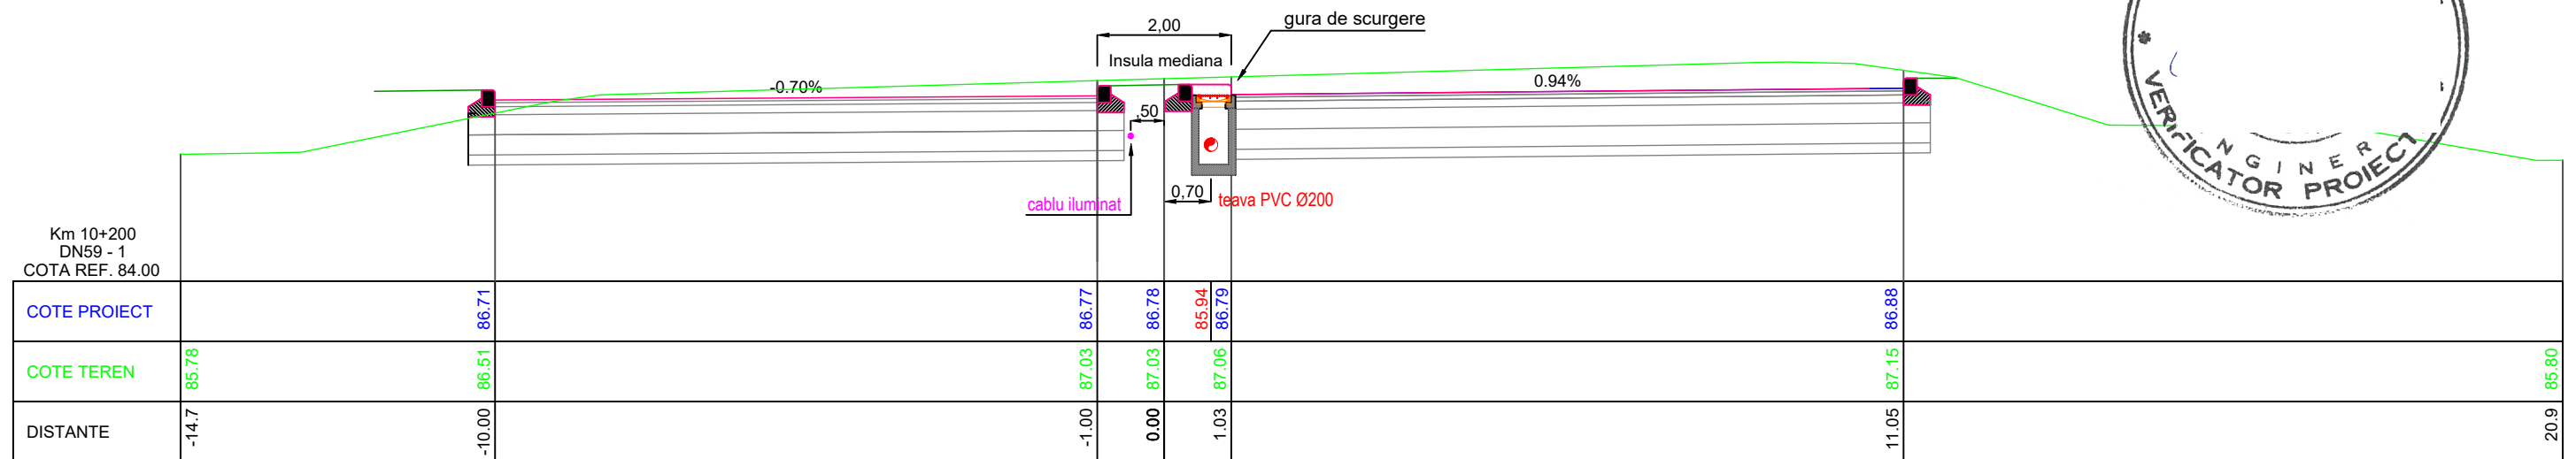 gura de scurgere
2,00
Insula mediana
-0.70%
0.94%
,50
0,70
teava PVC Ø200
cablu iluminat
* VERIFICATOR PROIECT
NGINER
Km 10+200
DN59 - 1
COTA REF. 84.00
COTE PROIECT 86.71 86.77 86.78 85.94 86.79 86.88
COTE TEREN 85.78 86.51 87.03 87.03 87.06 87.15 85.80
DISTANTE -14.7 -10.00 -1.00 0.00 1.03 11.05 20.9